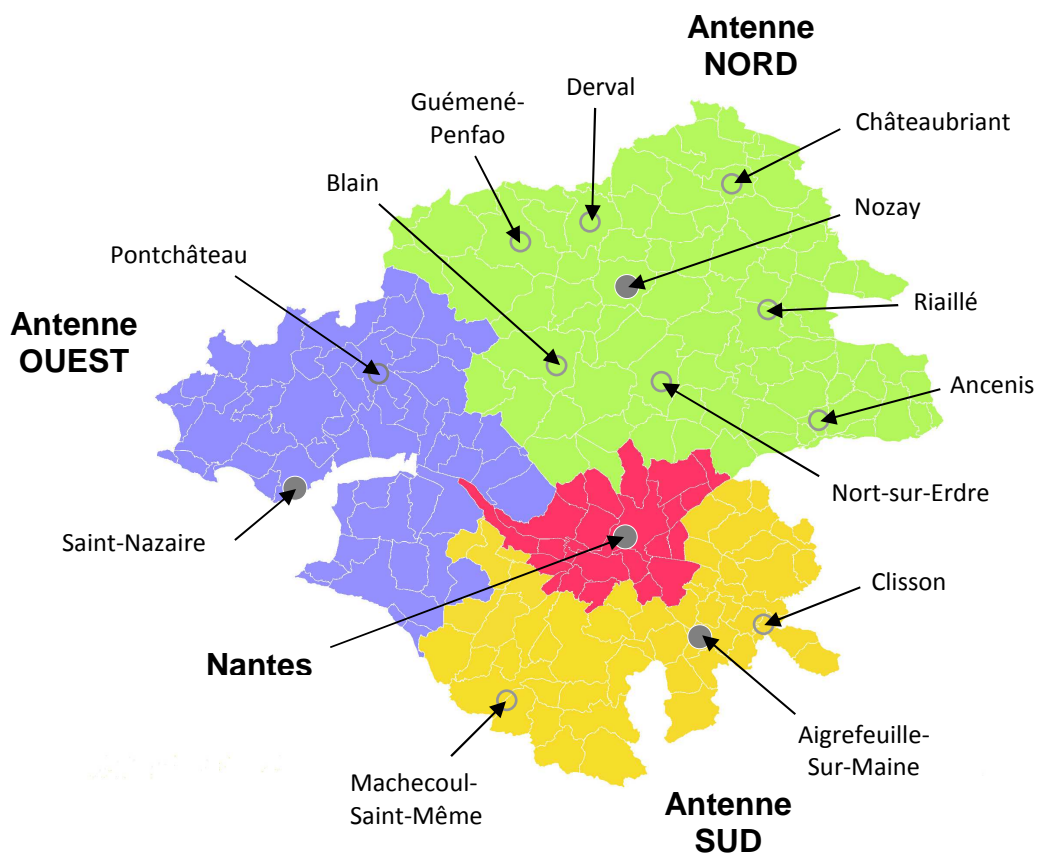 Antenne
NORD
Derval
Guémené-
Penfao
Châteaubriant
Blain
Nozay
Pontchâteau
Riaillé
Antenne
OUEST
Ancenis
Nort-sur-Erdre
Saint-Nazaire
Clisson
Nantes
Aigrefeuille-
Sur-Maine
Machecoul-
Saint-Même
Antenne
SUD